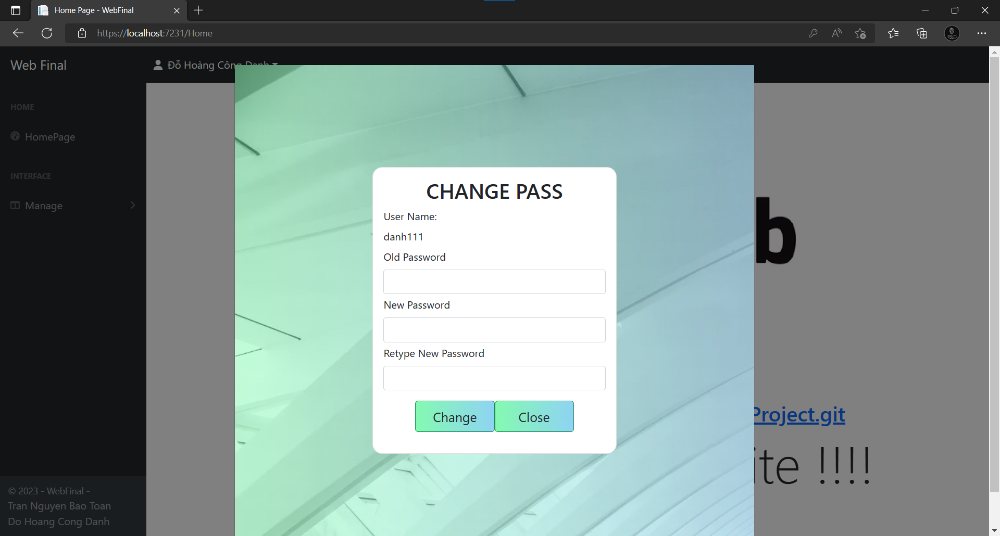 Home Page - WebFinal
https://localhost:7231/Home
Web Final
Đỗ Hoàng Công Danh
HOME
HomePage
INTERFACE
Manage
CHANGE PASS
User Name:
danh111
Old Password
New Password
Retype New Password
Change
Close
b
Project.git
ite !!!!
© 2023 - WebFinal -
Tran Nguyen Bao Toan
Do Hoang Cong Danh